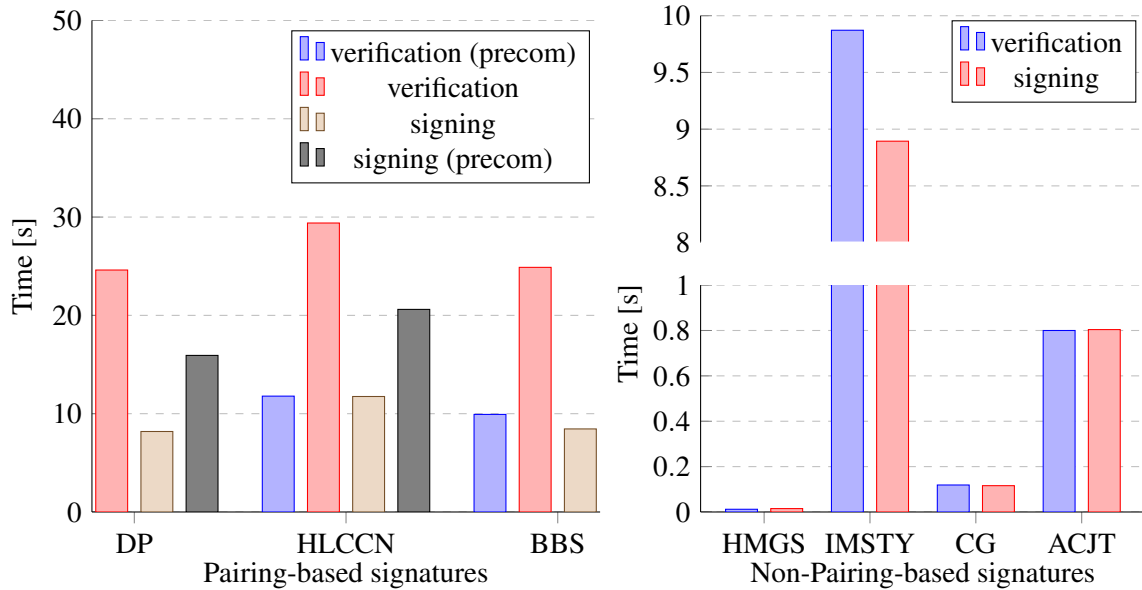 50
40
30
20
10
0
Time [s]
verification (precom)
verification
signing
signing (precom)
DP HLCCN BBS
Pairing-based signatures
10
9.5
9
8.5
8
1
0.8
0.6
0.4
0.2
0
Time [s]
verification
signing
HMGS IMSTY CG ACJT
Non-Pairing-based signatures